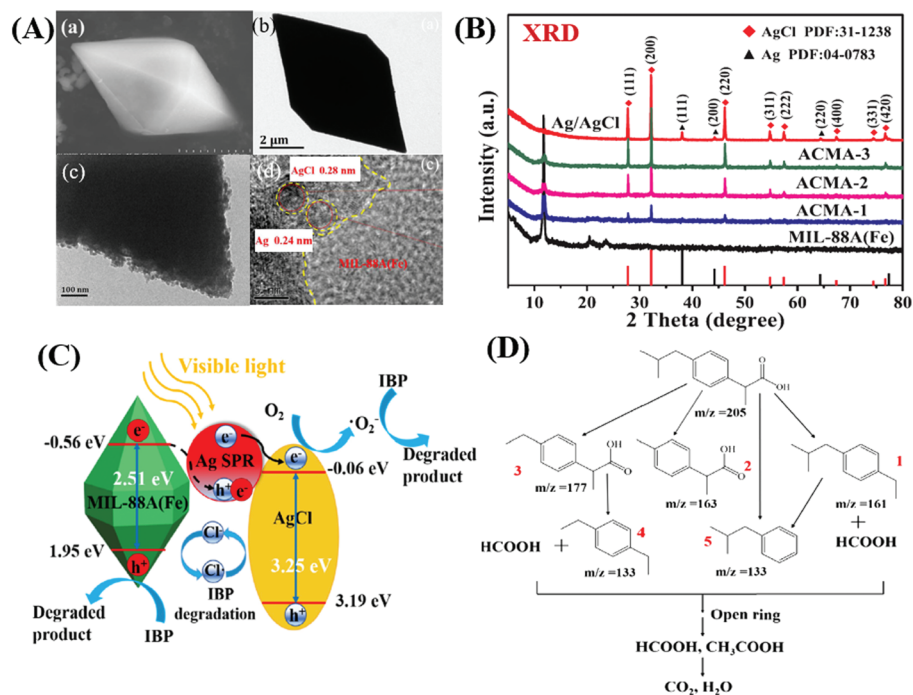 (A)
(a)
(b)
(a)
2 μm
(c)
100 nm
(d)
(c)
AgCl 0.28 nm
Ag 0.24 nm
MIL-88A(Fe)
(B)
XRD
AgCl PDF:31-1238
Ag PDF:04-0783
(111)
(200)
(111)
(200)
(220)
(311)
(222)
(220)
(400)
(331)
(420)
Ag/AgCl
ACMA-3
ACMA-2
ACMA-1
MIL-88A(Fe)
Intensity (a.u.)
10 20 30 40 50 60 70 80
2 Theta (degree)
(C)
Visible light
IBP
O₂
·O₂⁻
Degraded
product
-0.56 eV
e⁻
Ag SPR
e⁻
h⁺
e⁻
e⁻
-0.06 eV
2.51 eV
MIL-88A(Fe)
AgCl
Cl
Cl
IBP
degradation
3.25 eV
1.95 eV
h⁺
3.19 eV
h⁺
Degraded
product
IBP
(D)
O
OH
m/z =205
OH
O
3
m/z =177
OH
O
2
m/z =163
1
m/z =161
+
HCOOH
HCOOH +
4
m/z =133
5
m/z =133
Open ring
HCOOH, CH₃COOH
CO₂, H₂O